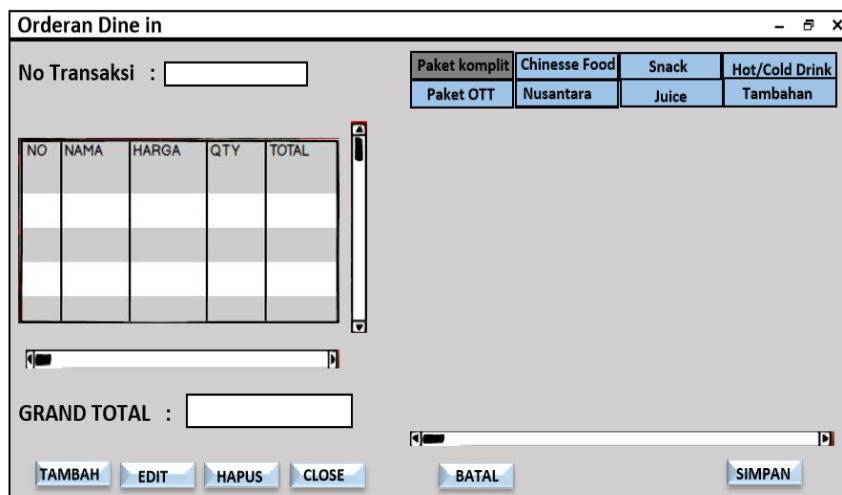 Orderan Dine in
No Transaksi :
Paket komplit Chinesse Food Snack Hot/Cold Drink
Paket OTT Nusantara Juice Tambahan
NO NAMA HARGA QTY TOTAL
GRAND TOTAL :
TAMBAH EDIT HAPUS CLOSE BATAL SIMPAN